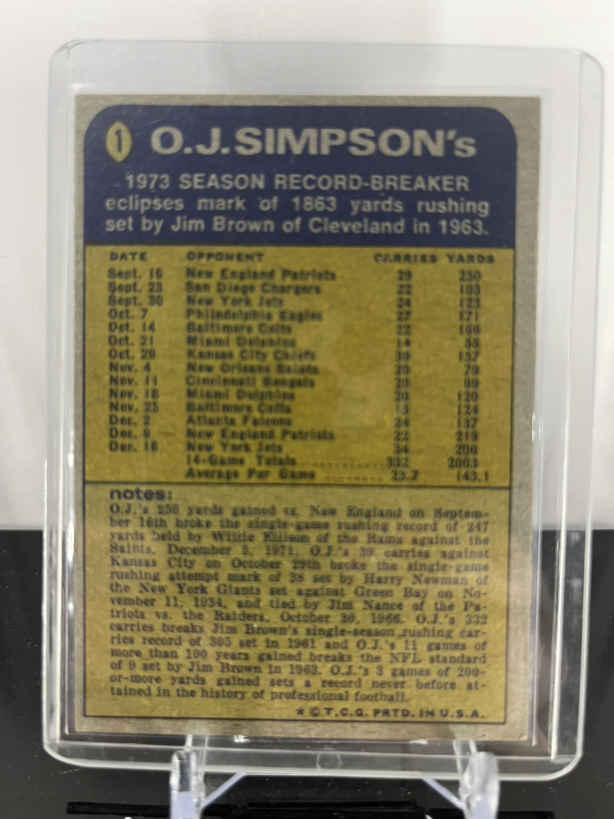 1 O.J.SIMPSON's
1973 SEASON RECORD-BREAKER
eclipses mark of 1863 yards rushing
set by Jim Brown of Cleveland in 1963.
DATE OPPONENT CARRIES YARDS
Sept. 16 New England Patriots 29 250
Sept. 23 San Diego Chargers 22 103
Sept. 30 New York Jets 24 123
Oct. 7 Philadelphia Eagles 27 171
Oct. 14 Baltimore Colts 22 166
Oct. 21 Miami Dolphins 14 55
Oct. 29 Kansas City Chiefs 39 157
Nov. 4 New Orleans Saints 20 79
Nov. 11 Cincinnati Bengals 20 99
Nov. 18 Miami Dolphins 20 120
Nov. 25 Baltimore Colts 15 124
Dec. 2 Atlanta Falcons 24 137
Dec. 9 New England Patriots 22 219
Dec. 16 New York Jets 34 200
14-Game Totals 332 2003
Average Per Game 23.7 143.1
notes:
O.J.'s 250 yards gained vs. New England on Septem-
ber 16th broke the single-game rushing record of 247
yards held by Willie Ellison of the Rams against the
Saints, December 5, 1971. O.J.'s 39 carries against
Kansas City on October 29th broke the single-game
rushing attempt mark of 38 set by Harry Newman of
the New York Giants set against Green Bay on No-
vember 11, 1934, and tied by Jim Nance of the Pa-
triots vs. the Raiders, October 30, 1966. O.J.'s 332
carries breaks Jim Brown's single-season rushing car-
ries record of 305 set in 1961 and O.J.'s 11 games of
more than 100 years gained breaks the NFL standard
of 9 set by Jim Brown in 1963. O.J.'s 3 games of 200-
or-more yards gained sets a record never before at-
tained in the history of professional football.
* © T.C.G. PRTD. IN U.S.A.